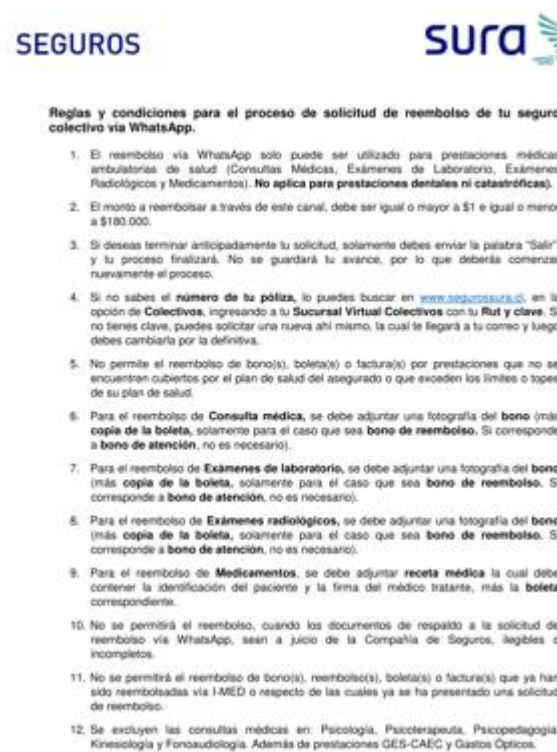 SEGUROS
sura
Reglas y condiciones para el proceso de solicitud de reembolso de tu seguro
colectivo vía WhatsApp.
1. El reembolso vía WhatsApp solo puede ser utilizado para prestaciones médicas
ambulatorias de salud (Consultas Médicas, Exámenes de Laboratorio, Exámenes
Radiológicos y Medicamentos). No aplica para prestaciones dentales ni catastróficas).
2. El monto a reembolsar a través de este canal, debe ser igual o mayor a $1 e igual o menor
a $180.000.
3. Si deseas terminar anticipadamente tu solicitud, solamente debes enviar la palabra "Salir"
y tu proceso finalizará. No se guardará tu avance, por lo que deberás comenzar
nuevamente el proceso.
4. Si no sabes el número de tu póliza, lo puedes buscar en www.segurossura.cl, en la
opción de Colectivos, ingresando a tu Sucursal Virtual Colectivos con tu Rut y clave. Si
no tienes clave, puedes solicitar una nueva ahí mismo, la cual te llegará a tu correo y luego
debes cambiarla por la definitiva.
5. No permite el reembolso de bono(s), boleta(s) o factura(s) por prestaciones que no se
encuentren cubiertos por el plan de salud del asegurado o que exceden los límites o topes
de su plan de salud.
6. Para el reembolso de Consulta médica, se debe adjuntar una fotografía del bono (más
copia de la boleta, solamente para el caso que sea bono de reembolso. Si corresponde
a bono de atención, no es necesario).
7. Para el reembolso de Exámenes de laboratorio, se debe adjuntar una fotografía del bono
(más copia de la boleta, solamente para el caso que sea bono de reembolso. Si
corresponde a bono de atención, no es necesario).
8. Para el reembolso de Exámenes radiológicos, se debe adjuntar una fotografía del bono
(más copia de la boleta, solamente para el caso que sea bono de reembolso. Si
corresponde a bono de atención, no es necesario).
9. Para el reembolso de Medicamentos, se debe adjuntar receta médica la cual debe
contener la identificación del paciente y la firma del médico tratante, más la boleta
correspondiente.
10. No se permitirá el reembolso, cuando los documentos de respaldo a la solicitud de
reembolso vía WhatsApp, sean a juicio de la Compañía de Seguros, ilegibles o
incompletos.
11. No se permitirá el reembolso de bono(s), reembolso(s), boleta(s) o factura(s) que ya han
sido reembolsadas vía I-MED o respecto de las cuales ya se ha presentado una solicitud
de reembolso.
12. Se excluyen las consultas médicas en: Psicología, Psicoterapeuta, Psicopedagogía,
Kinesiología y Fonoaudiología. Además de prestaciones GES-CAEC y Gastos Ópticos.